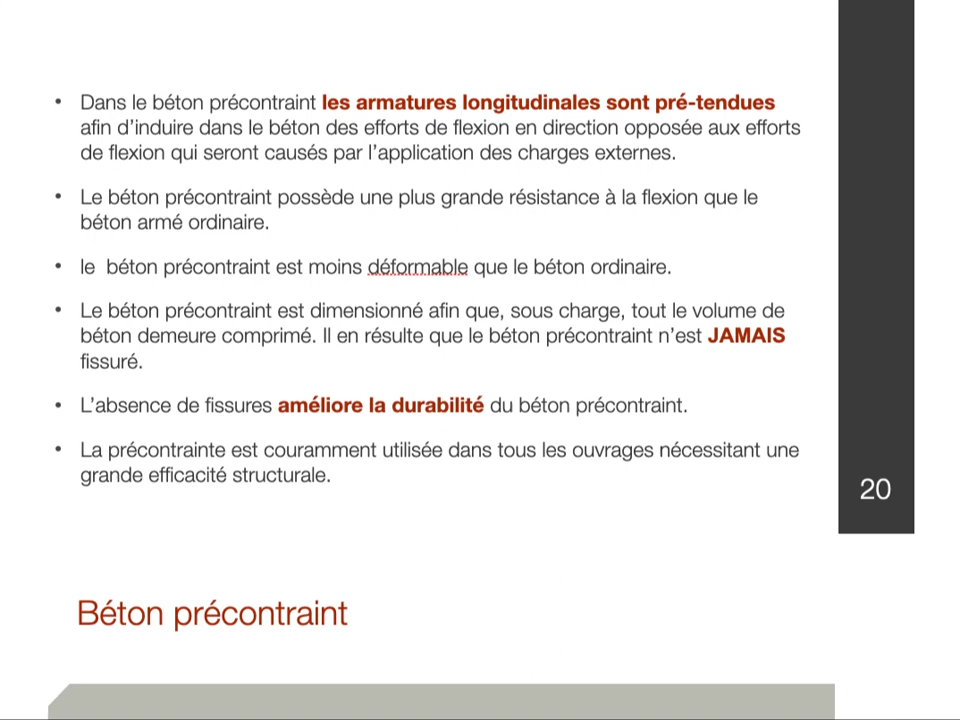 • Dans le béton précontraint les armatures longitudinales sont pré-tendues
afin d’induire dans le béton des efforts de flexion en direction opposée aux efforts
de flexion qui seront causés par l’application des charges externes.
• Le béton précontraint possède une plus grande résistance à la flexion que le
béton armé ordinaire.
• le  béton précontraint est moins déformable que le béton ordinaire.
• Le béton précontraint est dimensionné afin que, sous charge, tout le volume de
béton demeure comprimé. Il en résulte que le béton précontraint n’est JAMAIS
fissuré.
• L’absence de fissures améliore la durabilité du béton précontraint.
• La précontrainte est couramment utilisée dans tous les ouvrages nécessitant une
grande efficacité structurale.
20
Béton précontraint